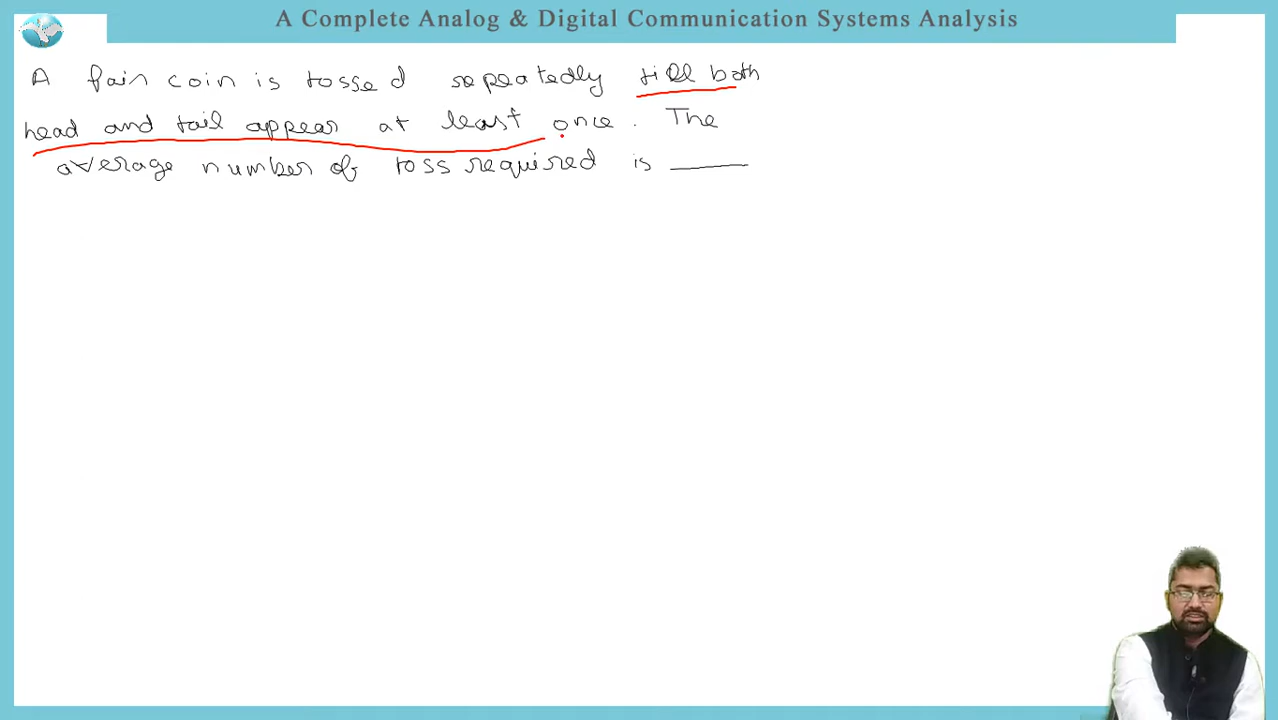 A Complete Analog & Digital Communication Systems Analysis
A fair coin is tossed repeatedly till both
head and tail appear at least once. The
average number of toss required is ____